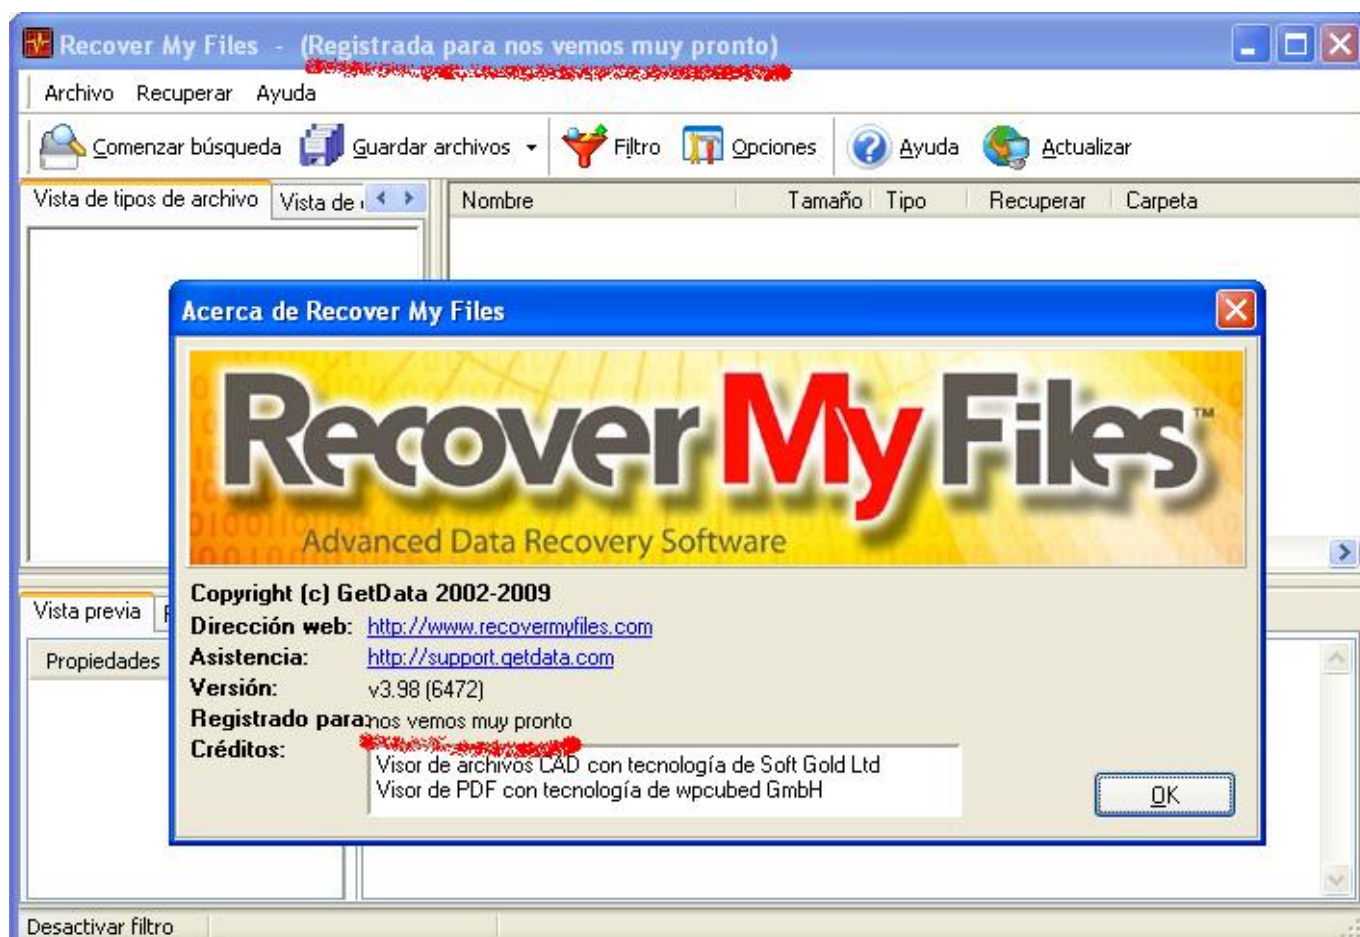 Recover My Files - (Registrada para nos vemos muy pronto)
Archivo Recuperar Ayuda
Comenzar búsqueda Guardar archivos Filtro Opciones Ayuda Actualizar
Vista de tipos de archivo Vista de
Nombre Tamaño Tipo Recuperar Carpeta
Acerca de Recover My Files
Recover My Files™
Advanced Data Recovery Software
Copyright (c) GetData 2002-2009
Dirección web: http://www.recovermyfiles.com
Asistencia: http://support.getdata.com
Versión: v3.98 (6472)
Registrado para: nos vemos muy pronto
Créditos:
Visor de archivos CAD con tecnología de Soft Gold Ltd
Visor de PDF con tecnología de wpcubed GmbH
OK
Vista previa
Propiedades
Desactivar filtro